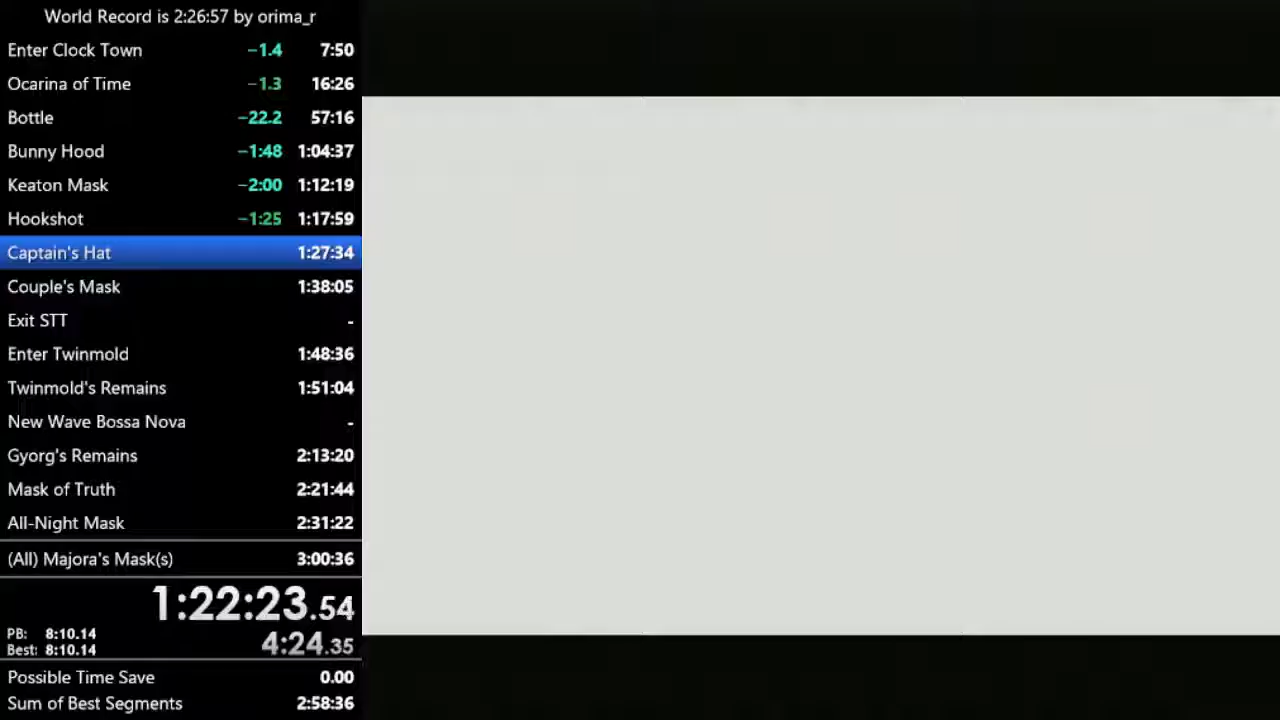 World Record is 2:26:57 by orima_r
Enter Clock Town −1.4 7:50
Ocarina of Time −1.3 16:26
Bottle −22.2 57:16
Bunny Hood −1:48 1:04:37
Keaton Mask −2:00 1:12:19
Hookshot −1:25 1:17:59
Captain's Hat 1:27:34
Couple's Mask 1:38:05
Exit STT -
Enter Twinmold 1:48:36
Twinmold's Remains 1:51:04
New Wave Bossa Nova -
Gyorg's Remains 2:13:20
Mask of Truth 2:21:44
All-Night Mask 2:31:22
(All) Majora's Mask(s) 3:00:36
1:22:23.54
PB: 8:10.14
Best: 8:10.14
4:24.35
Possible Time Save 0.00
Sum of Best Segments 2:58:36